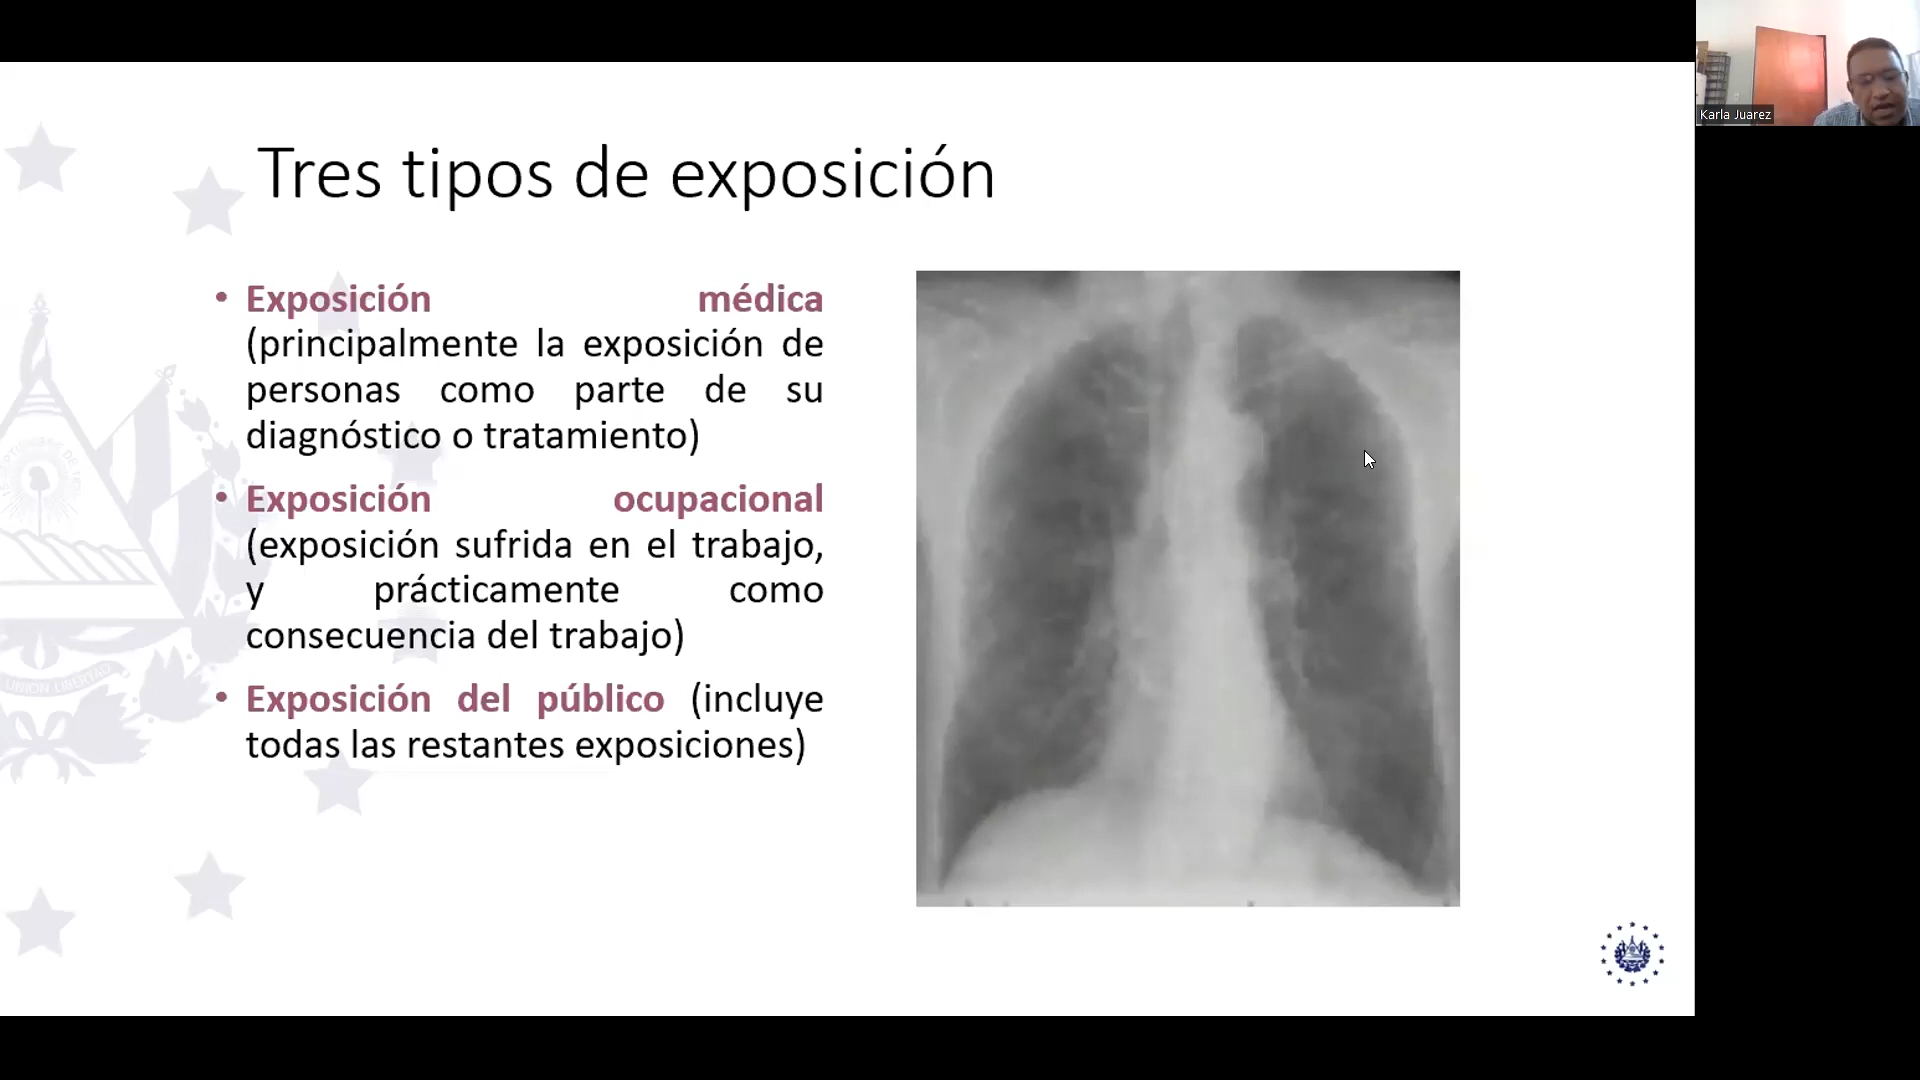 Karla Juarez
Tres tipos de exposición
• Exposición médica
(principalmente la exposición de
personas como parte de su
diagnóstico o tratamiento)
• Exposición ocupacional
(exposición sufrida en el trabajo,
y prácticamente como
consecuencia del trabajo)
• Exposición del público (incluye
todas las restantes exposiciones)
UNION LIBERTAD